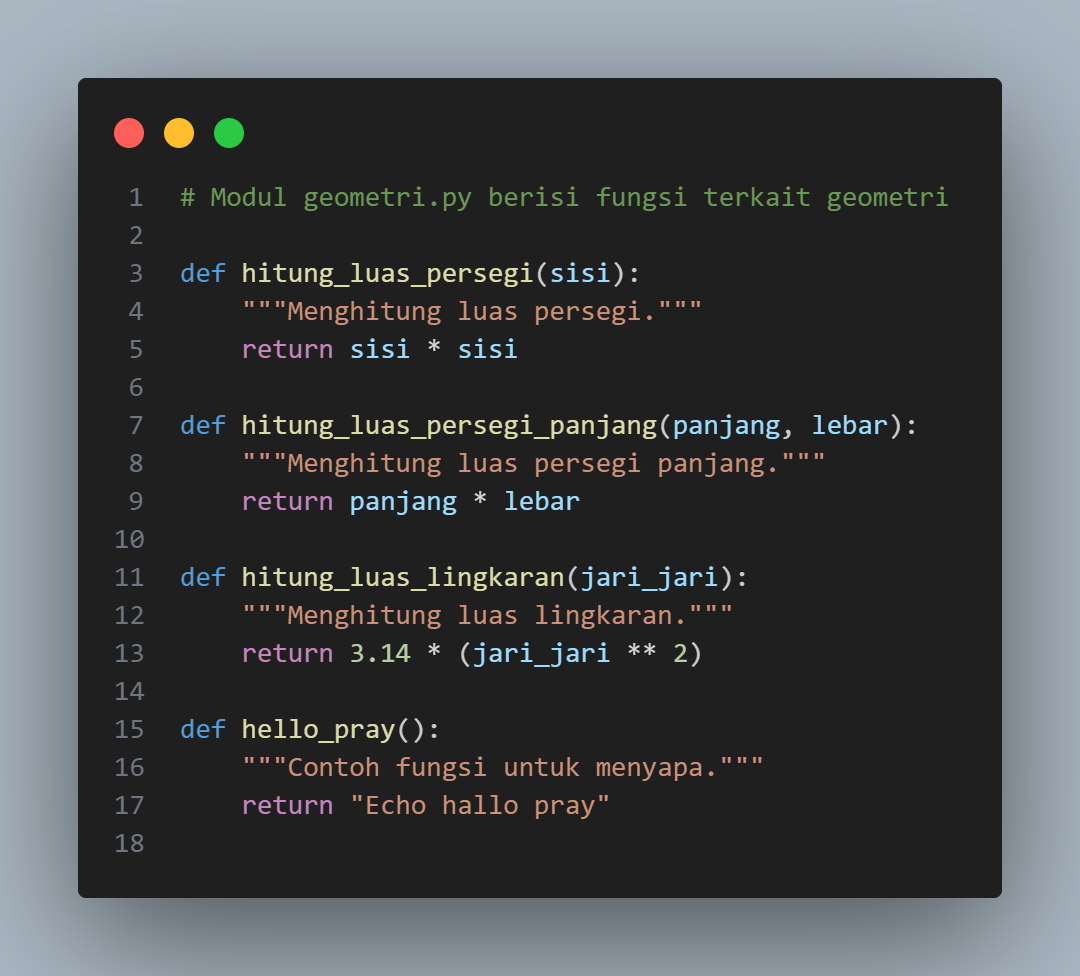 1 # Modul geometri.py berisi fungsi terkait geometri
2
3 def hitung_luas_persegi(sisi):
4     """Menghitung luas persegi."""
5     return sisi * sisi
6
7 def hitung_luas_persegi_panjang(panjang, lebar):
8     """Menghitung luas persegi panjang."""
9     return panjang * lebar
10
11 def hitung_luas_lingkaran(jari_jari):
12     """Menghitung luas lingkaran."""
13     return 3.14 * (jari_jari ** 2)
14
15 def hello_pray():
16     """Contoh fungsi untuk menyapa."""
17     return "Echo hallo pray"
18